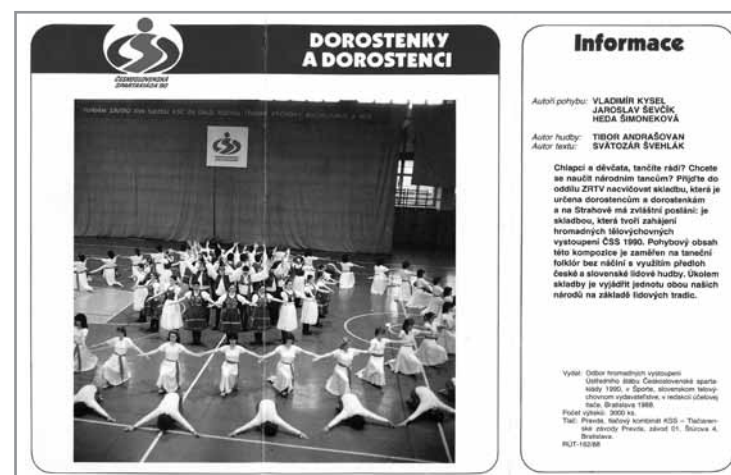 ČESKOSLOVENSKÁ
SPARTAKIÁDA 90
DOROSTENKY
A DOROSTENCI
Informace
Autoři pohybu: VLADIMÍR KYSEL
JAROSLAV ŠEVČÍK
HEDA ŠIMONEKOVÁ
Autor hudby: TIBOR ANDRAŠOVAN
Autor textu: SVÄTOZÁR ŠVEHLÁK
Chlapci a děvčata, tančíte rádi? Chcete
se naučit národním tancům? Přijďte do
oddílu ZRTV nacvičovat skladbu, která je
určena dorostencům a dorostenkám
a na Strahově má zvláštní poslání: je
skladbou, která tvoří zahájení
hromadných tělovýchovných
vystoupení ČSS 1990. Pohybový obsah
této kompozice je zaměřen na taneční
folklór bez náčiní s využitím předloh
české a slovenské lidové hudby. Úkolem
skladby je vyjádřit jednotu obou našich
národů na základě lidových tradic.
Vydal: Odbor hromadných vystoupení
Ústředního štábu Československé sparta-
kiády 1990, v Športe, slovenskom telový-
chovnom vydavateľstve, v redakcii účelovej
tlače, Bratislava 1988.
Počet výtisků: 3000 ks.
Tlač: Pravda, tlačový kombinát KSS – Tlačiaren-
ské závody Pravda, závod 01, Štúrova 4,
Bratislava.
RÚT-162/88